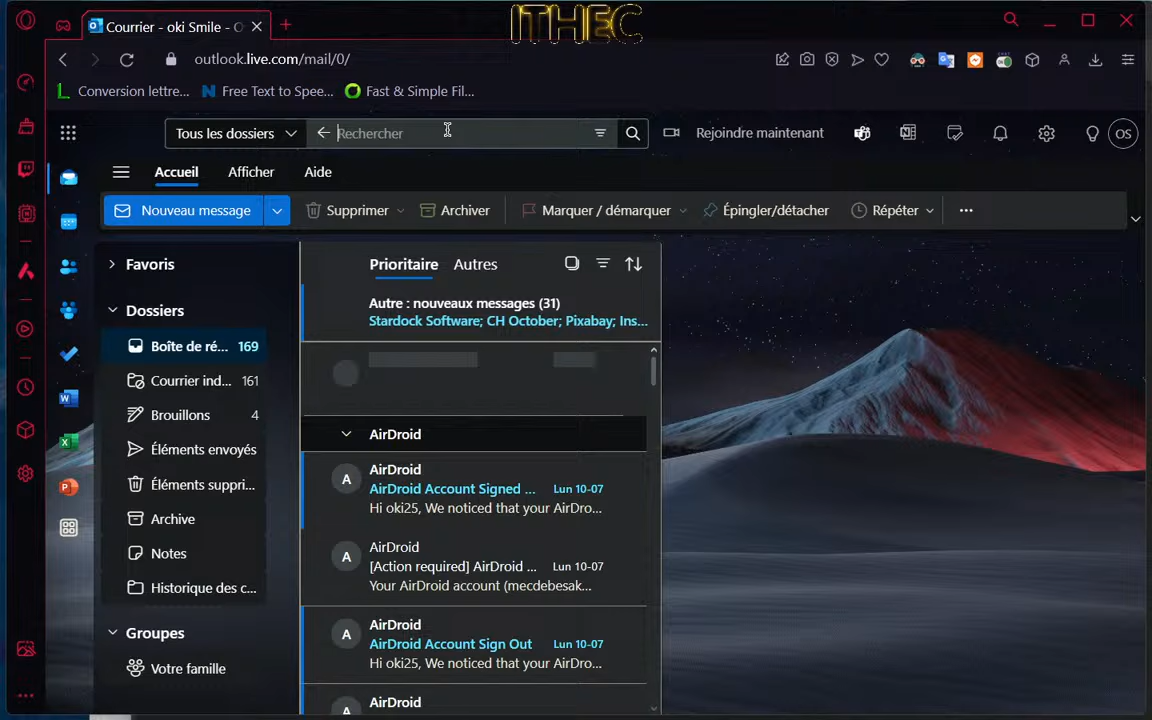 ITHEC
Courrier - oki Smile - O
outlook.live.com/mail/0/
Conversion lettre...
Free Text to Spee...
Fast & Simple Fil...
Tous les dossiers
Rechercher
Rejoindre maintenant
OS
Accueil
Afficher
Aide
Nouveau message
Supprimer
Archiver
Marquer / démarquer
Épingler/détacher
Répéter
Favoris
Dossiers
Boîte de ré... 169
Courrier ind... 161
Brouillons 4
Éléments envoyés
Éléments suppri...
Archive
Notes
Historique des c...
Groupes
Votre famille
Prioritaire
Autres
Autre : nouveaux messages (31)
Stardock Software; CH October; Pixabay; Ins...
AirDroid
A
AirDroid
AirDroid Account Signed ... Lun 10-07
Hi oki25, We noticed that your AirDro...
A
AirDroid
[Action required] AirDroid ... Lun 10-07
Your AirDroid account (mecdebesak...
A
AirDroid
AirDroid Account Sign Out Lun 10-07
Hi oki25, We noticed that your AirDro...
A
AirDroid